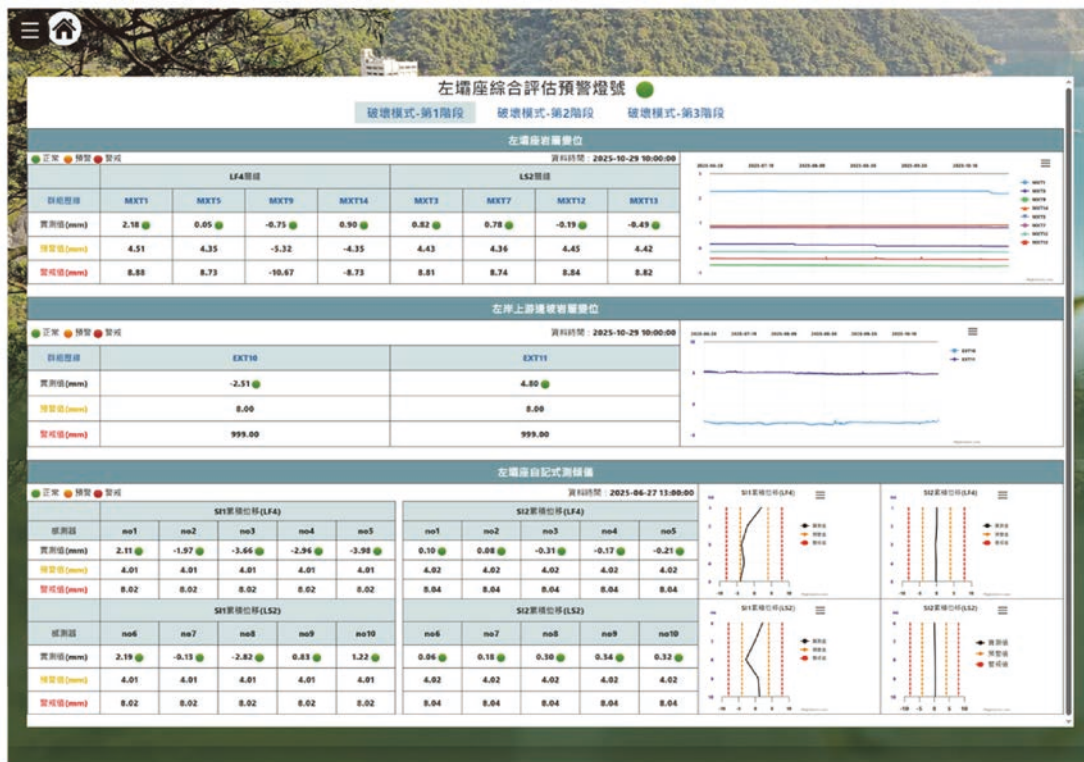 左壩座綜合評估預警燈號
破壞模式-第1階段 破壞模式-第2階段 破壞模式-第3階段
左壩座岩層變位
正常 預警 警戒 資料時間：2025-10-29 10:00:00
LF4層縫 LS2層縫
群組歷線 MXT1 MXT5 MXT9 MXT14 MXT3 MXT7 MXT12 MXT13
實測值(mm) 2.18 0.05 -0.75 0.90 0.82 0.78 -0.19 -0.49
預警值(mm) 4.51 4.35 -5.32 -4.35 4.43 4.36 4.45 4.42
警戒值(mm) 8.88 8.73 -10.67 -8.73 8.81 8.74 8.84 8.82
左岸上游邊坡岩層變位
正常 預警 警戒 資料時間：2025-10-29 10:00:00
群組歷線 EXT10 EXT11
實測值(mm) -2.51 4.80
預警值(mm) 8.00 8.00
警戒值(mm) 999.00 999.00
EXT10
EXT11
左壩座自記式測傾儀
正常 預警 警戒 資料時間：2025-06-27 13:00:00
SI1累積位移(LF4) SI2累積位移(LF4)
感測器 no1 no2 no3 no4 no5 no1 no2 no3 no4 no5
實測值(mm) 2.11 -1.97 -3.66 -2.96 -3.98 0.10 0.08 -0.31 -0.17 -0.21
預警值(mm) 4.01 4.01 4.01 4.01 4.01 4.02 4.02 4.02 4.02 4.02
警戒值(mm) 8.02 8.02 8.02 8.02 8.02 8.04 8.04 8.04 8.04 8.04
SI1累積位移(LS2) SI2累積位移(LS2)
感測器 no6 no7 no8 no9 no10 no6 no7 no8 no9 no10
實測值(mm) 2.19 -0.13 -2.82 0.83 1.22 0.06 0.18 0.30 0.34 0.32
預警值(mm) 4.01 4.01 4.01 4.01 4.01 4.02 4.02 4.02 4.02 4.02
警戒值(mm) 8.02 8.02 8.02 8.02 8.02 8.04 8.04 8.04 8.04 8.04
SI1累積位移(LF4) SI2累積位移(LF4)
SI1累積位移(LS2) SI2累積位移(LS2)
實測值
預警值
警戒值